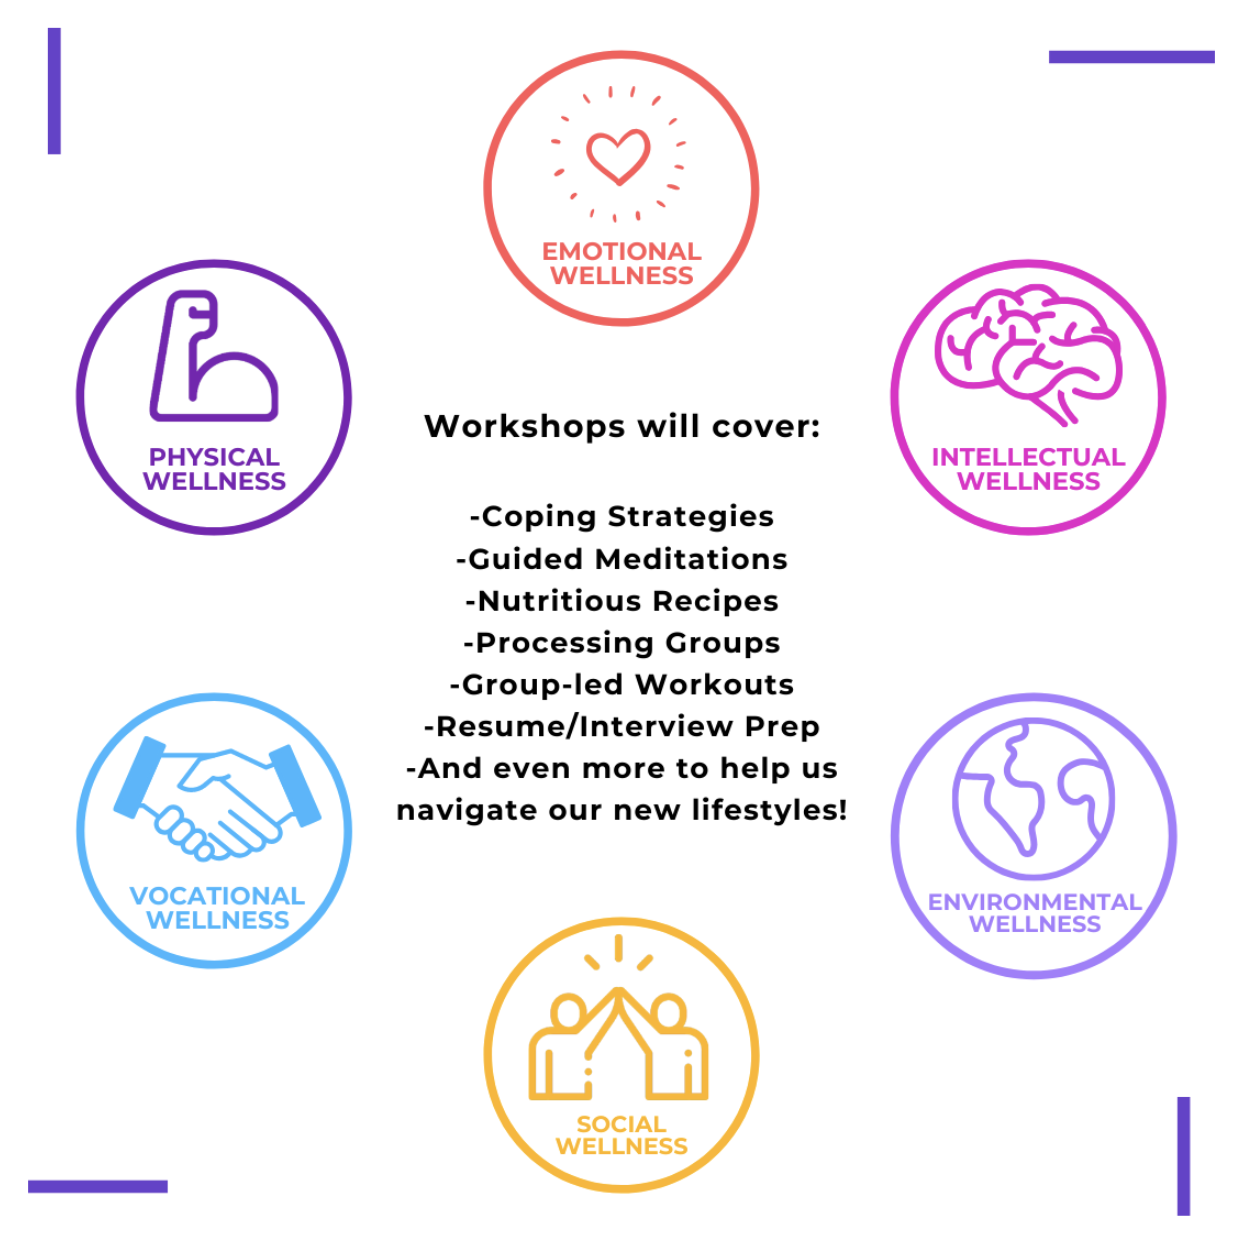 EMOTIONAL
WELLNESS
PHYSICAL
WELLNESS
INTELLECTUAL
WELLNESS
Workshops will cover:
-Coping Strategies
-Guided Meditations
-Nutritious Recipes
-Processing Groups
-Group-led Workouts
-Resume/Interview Prep
-And even more to help us
navigate our new lifestyles!
VOCATIONAL
WELLNESS
ENVIRONMENTAL
WELLNESS
SOCIAL
WELLNESS